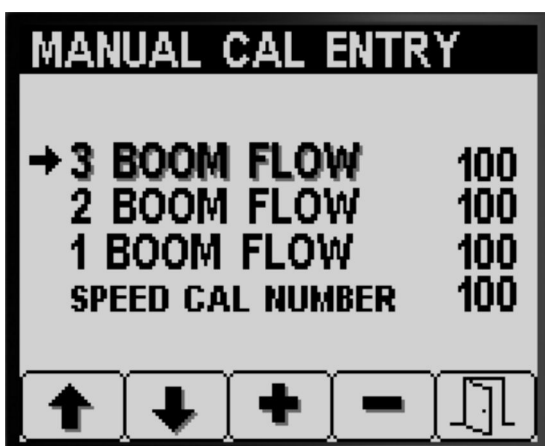 MANUAL CAL ENTRY
3 BOOM FLOW 100
2 BOOM FLOW 100
1 BOOM FLOW 100
SPEED CAL NUMBER 100